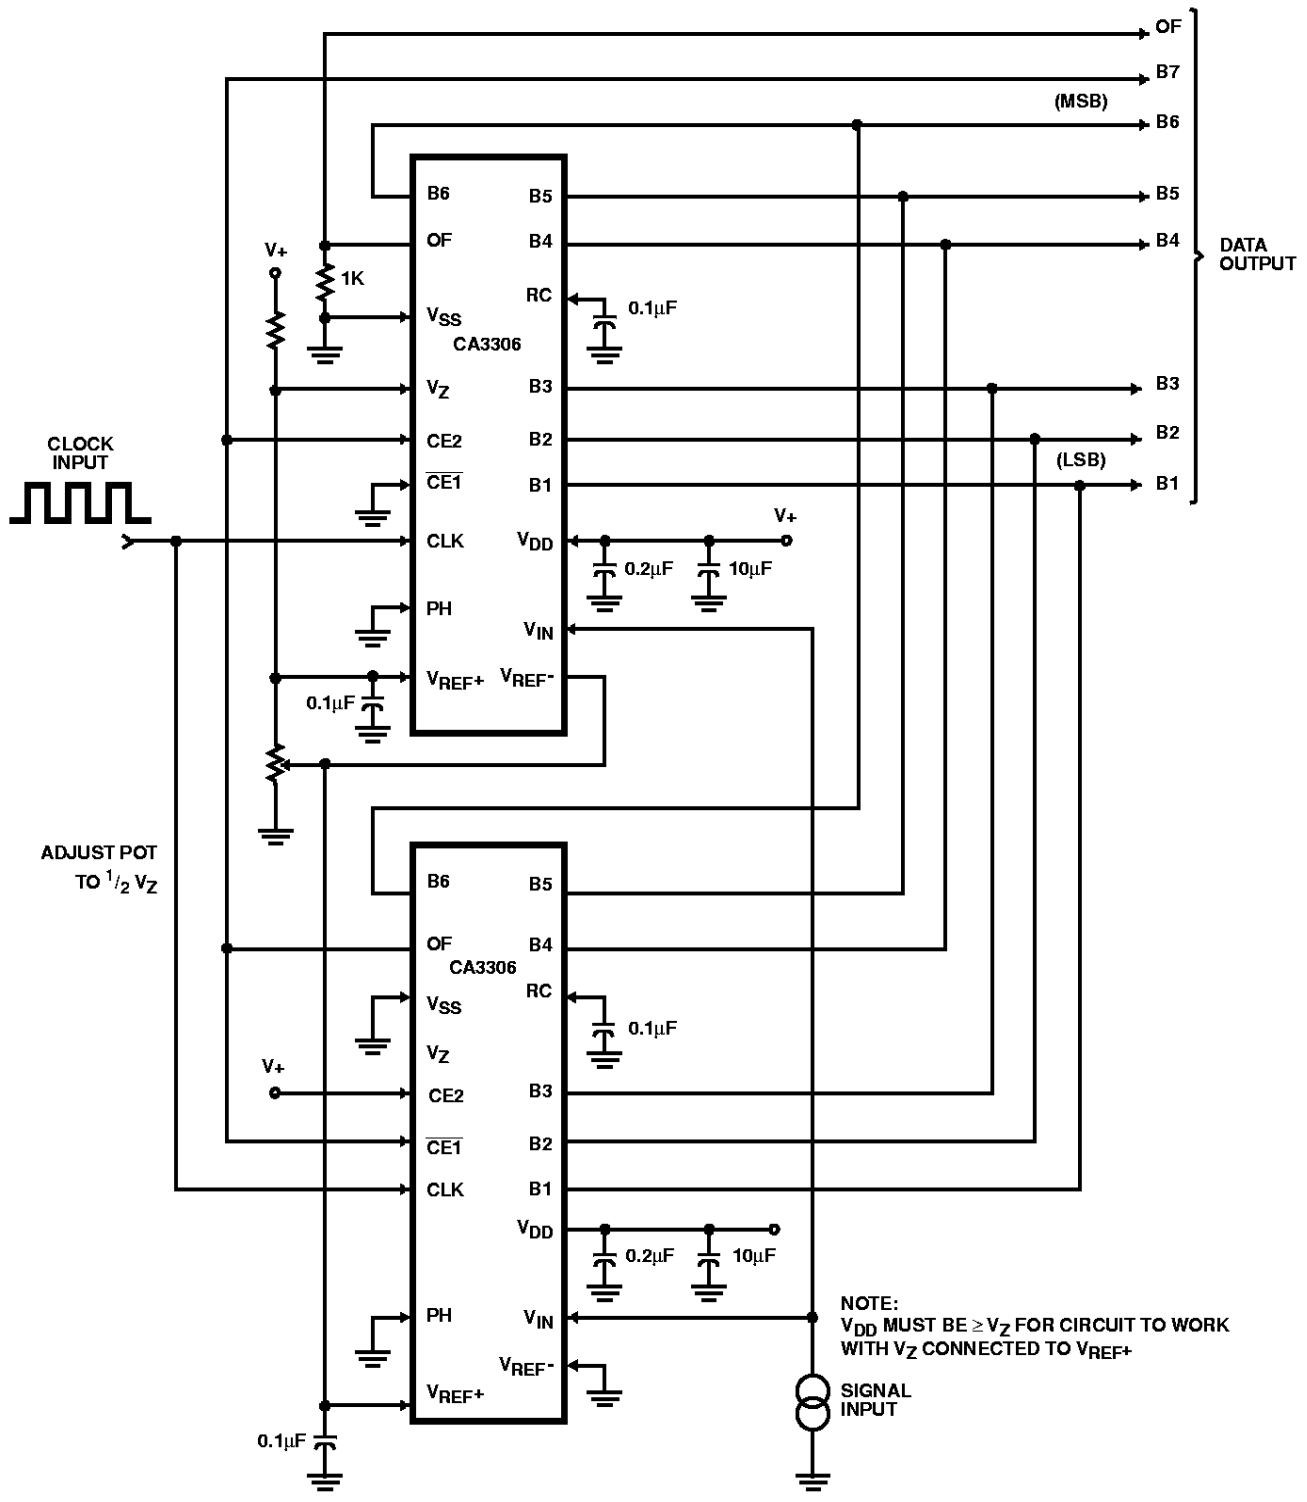 OF
B7
(MSB)
B6
B6
B5
B5
OF
B4
B4
V+
1K
DATA
OUTPUT
RC
0.1µF
VSS
CA3306
VZ
B3
B3
CLOCK
INPUT
CE2
B2
B2
(LSB)
CE1
B1
B1
V+
CLK
VDD
0.2µF
10µF
PH
VIN
VREF+
VREF-
0.1µF
ADJUST POT
TO 1/2 VZ
B6
B5
OF
B4
CA3306
RC
VSS
0.1µF
VZ
V+
CE2
B3
CE1
B2
CLK
B1
VDD
0.2µF
10µF
PH
VIN
NOTE:
VDD MUST BE ≥ VZ FOR CIRCUIT TO WORK
WITH VZ CONNECTED TO VREF+
VREF-
VREF+
SIGNAL
INPUT
0.1µF